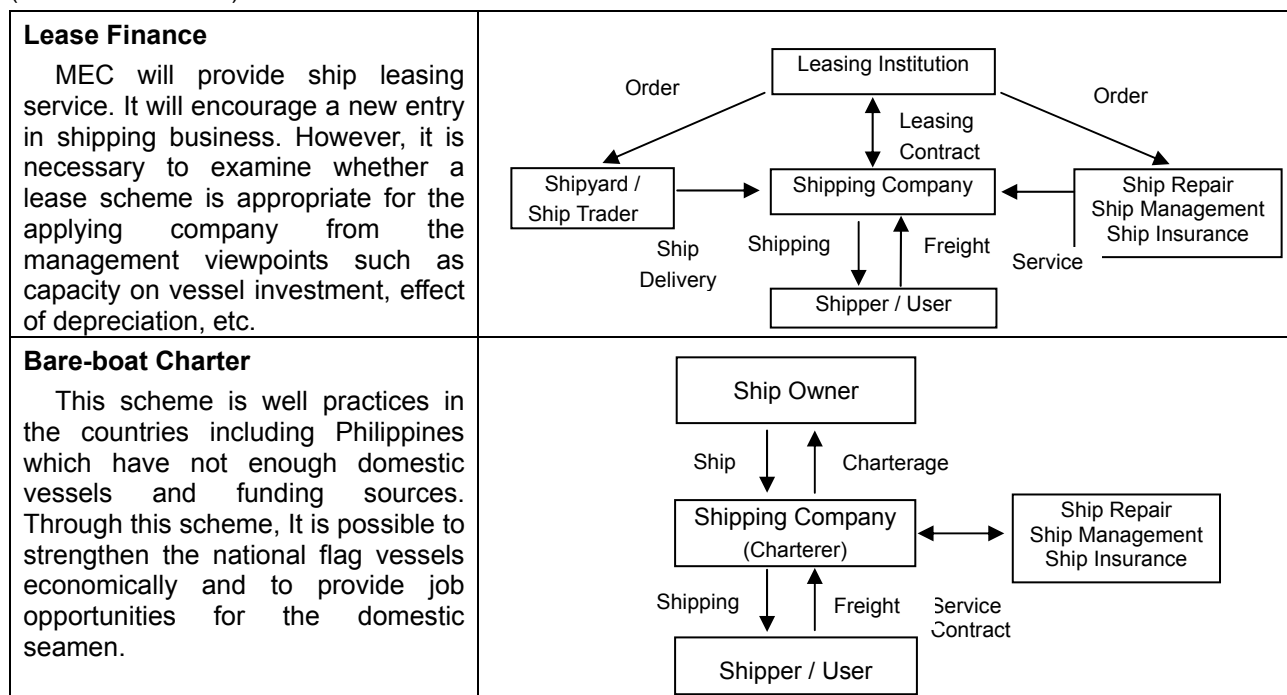 Lease Finance
MEC will provide ship leasing
service. It will encourage a new entry
in shipping business. However, it is
necessary to examine whether a
lease scheme is appropriate for the
applying company from the
management viewpoints such as
capacity on vessel investment, effect
of depreciation, etc.
Leasing Institution
Order
Order
Leasing
Contract
Shipyard /
Ship Trader
Shipping Company
Ship Repair
Ship Management
Ship Insurance
Ship
Delivery
Shipping
Freight
Service
Shipper / User
Bare-boat Charter
This scheme is well practices in
the countries including Philippines
which have not enough domestic
vessels and funding sources.
Through this scheme, It is possible to
strengthen the national flag vessels
economically and to provide job
opportunities for the domestic
seamen.
Ship Owner
Ship
Charterage
Shipping Company
(Charterer)
Ship Repair
Ship Management
Ship Insurance
Shipping
Freight
Service
Contract
Shipper / User